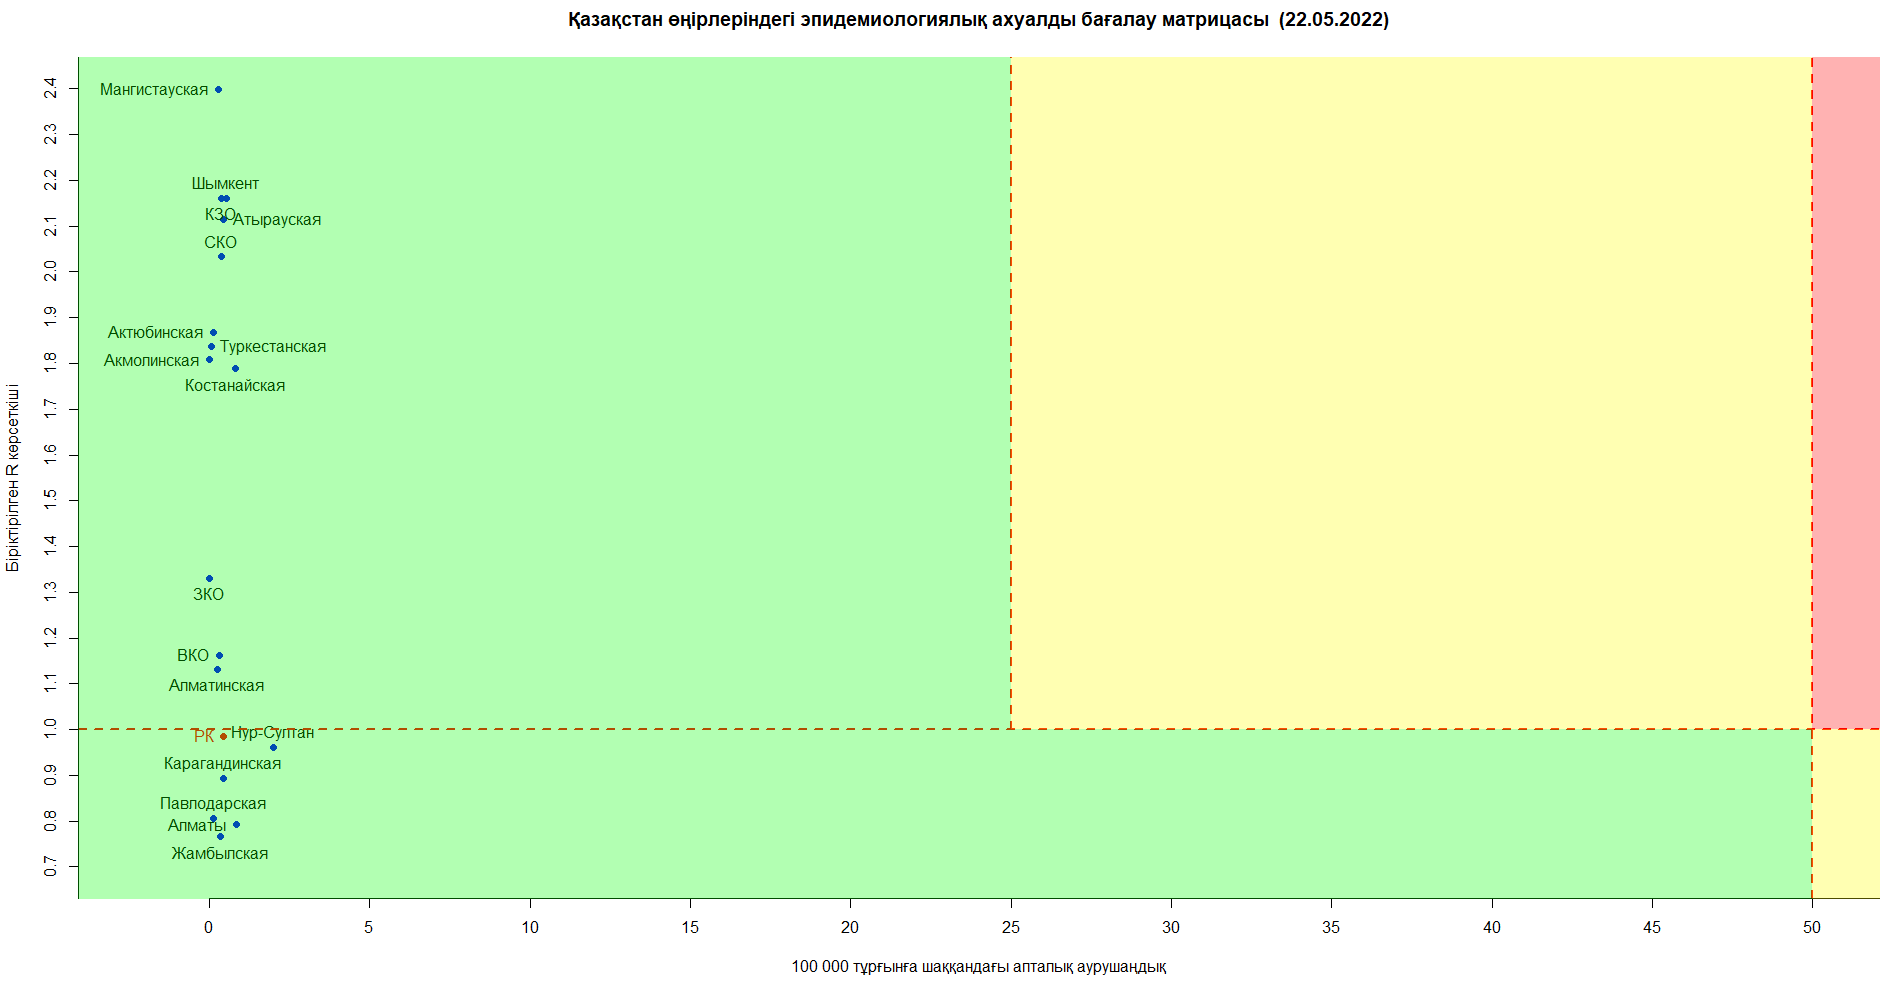 Қазақстан өңірлеріндегі эпидемиологиялық ахуалды бағалау матрицасы (22.05.2022)
Біріктірілген R көрсеткіші
2.4
2.3
2.2
2.1
2.0
1.9
1.8
1.7
1.6
1.5
1.4
1.3
1.2
1.1
1.0
0.9
0.8
0.7
Мангистауская
Шымкент
КЗО
Атырауская
СКО
Актюбинская
Туркестанская
Акмолинская
Костанайская
ЗКО
ВКО
Алматинская
РК
Нур-Султан
Карагандинская
Павлодарская
Алматы
Жамбылская
0 5 10 15 20 25 30 35 40 45 50
100 000 тұрғынға шаққандағы апталық аурушаңдық